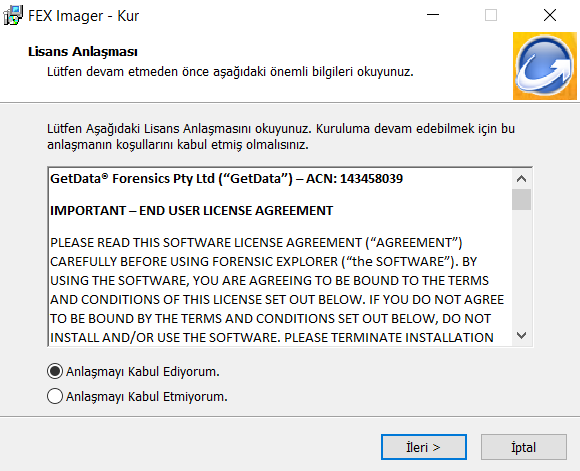 FEX Imager - Kur
Lisans Anlaşması
Lütfen devam etmeden önce aşağıdaki önemli bilgileri okuyunuz.
Lütfen Aşağıdaki Lisans Anlaşmasını okuyunuz. Kuruluma devam edebilmek için bu
anlaşmanın koşullarını kabul etmiş olmalısınız.
GetData® Forensics Pty Ltd (“GetData”) – ACN: 143458039
IMPORTANT – END USER LICENSE AGREEMENT
PLEASE READ THIS SOFTWARE LICENSE AGREEMENT (“AGREEMENT”)
CAREFULLY BEFORE USING FORENSIC EXPLORER (“the SOFTWARE”). BY
USING THE SOFTWARE, YOU ARE AGREEING TO BE BOUND TO THE TERMS
AND CONDITIONS OF THIS LICENSE SET OUT BELOW. IF YOU DO NOT AGREE
TO BE BOUND BY THE TERMS AND CONDITIONS SET OUT BELOW, DO NOT
INSTALL AND/OR USE THE SOFTWARE. PLEASE TERMINATE INSTALLATION
Anlaşmayı Kabul Ediyorum.
Anlaşmayı Kabul Etmiyorum.
İleri >
İptal